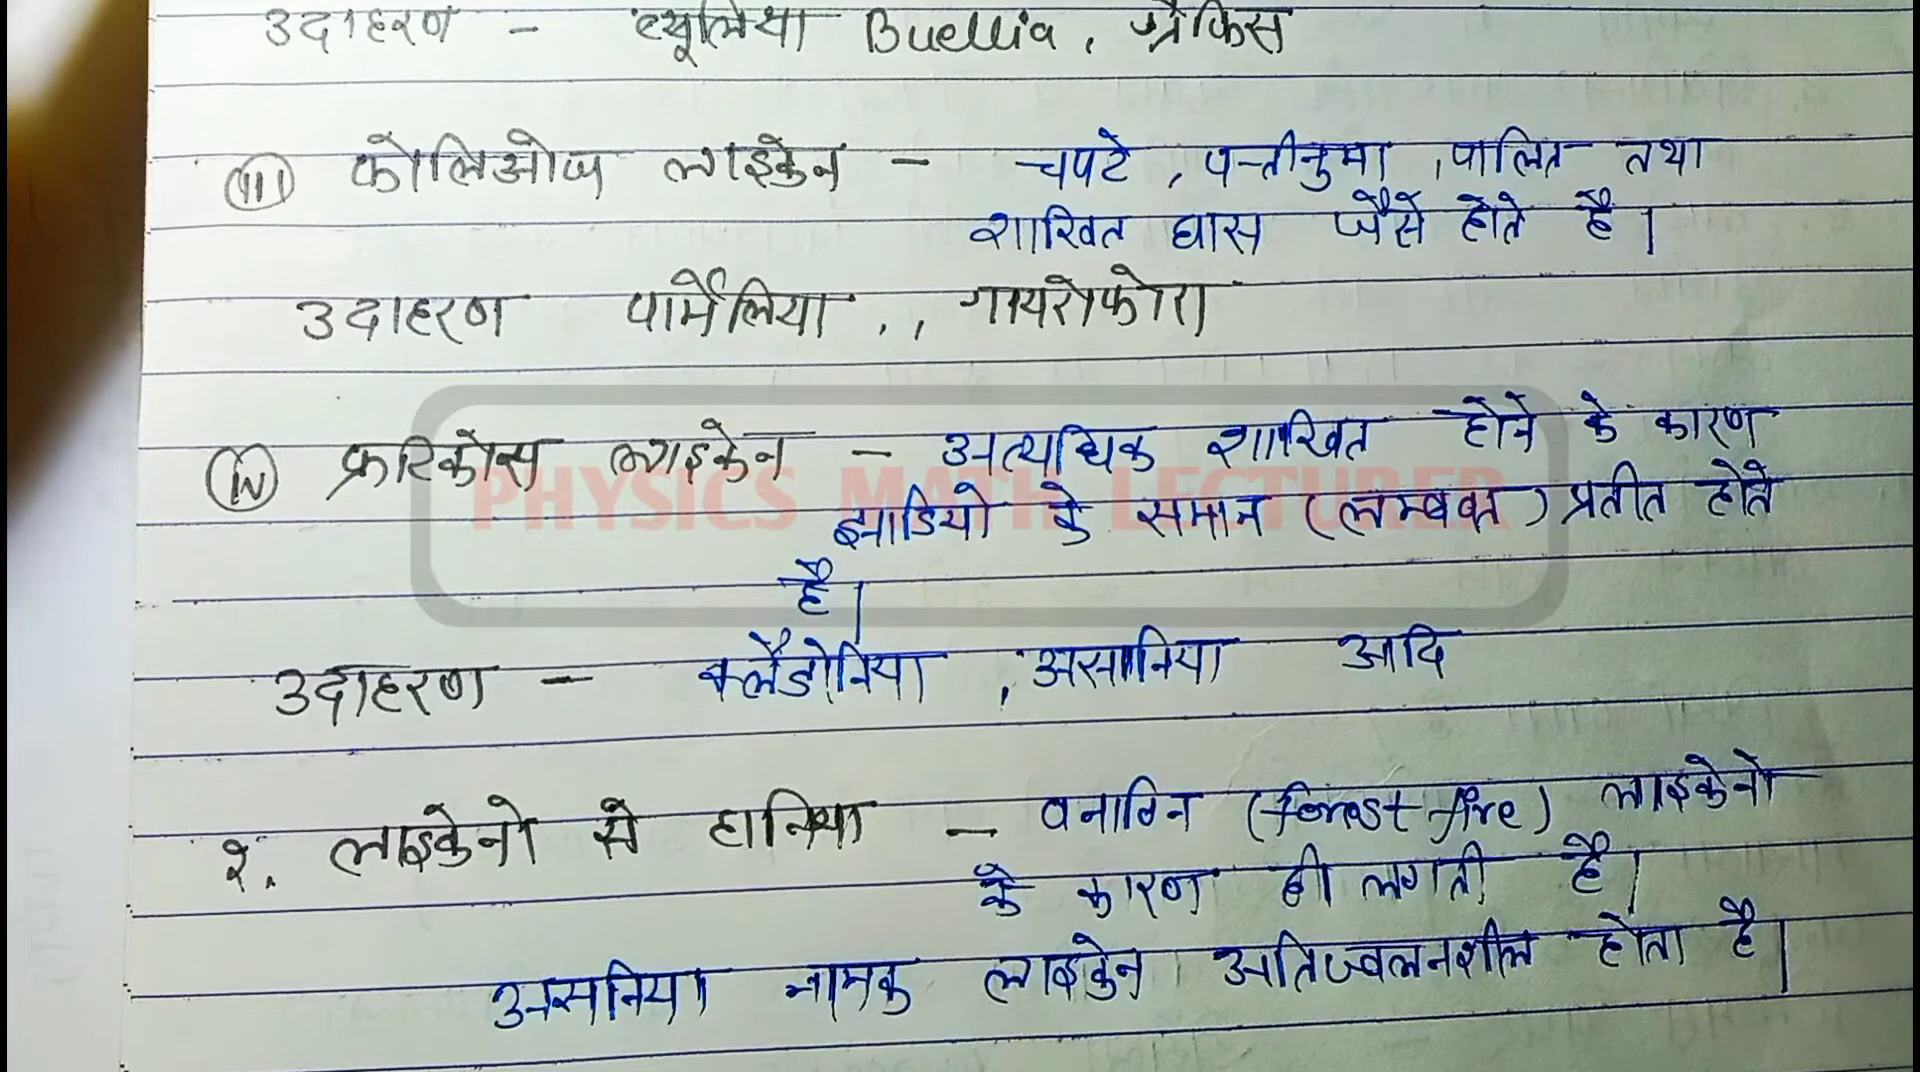 उदाहरण - ब्यूलिया Buellia, ग्रैफिस
(iii) फोलिओज लाइकेन - चपटे, पत्तीनुमा, पालित तथा
शाखित घास जैसे होते है।
उदाहरण पार्मेलिया,, गायरोफोरा
(iv) फ्रुटिकोस लाइकेन - अत्यधिक शाखित होने के कारण
PHYSICS MATH LECTURER
झाडियो के समान (लम्बवत) प्रतीत होते
है।
उदाहरण - क्लैडोनिया, असानिया आदि
२. लाइकेनो से हानिया - वनाग्नि (forest fire) लाइकेनो
के कारण ही लगती है।
असनिया नामक लाइकेन अतिज्वलनशील होता है।